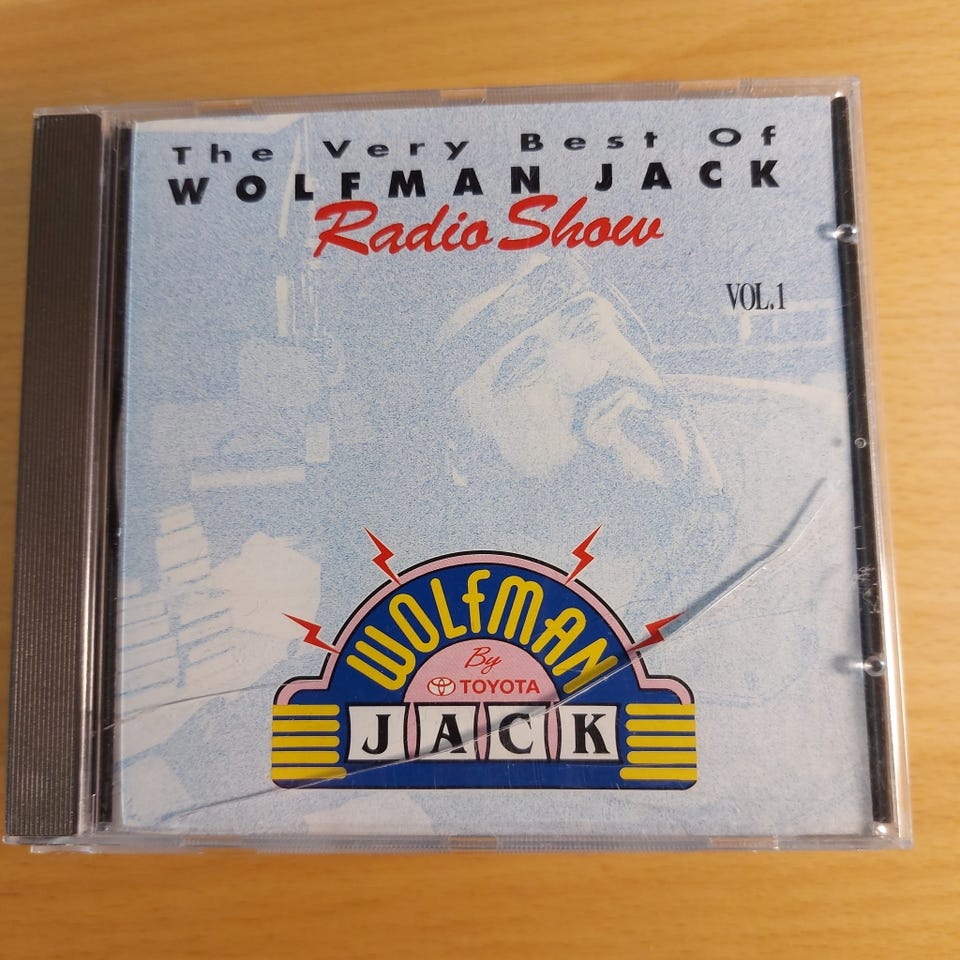 The Very Best Of
WOLFMAN JACK
Radio Show
VOL.1
WOLFMAN
By
TOYOTA
JACK